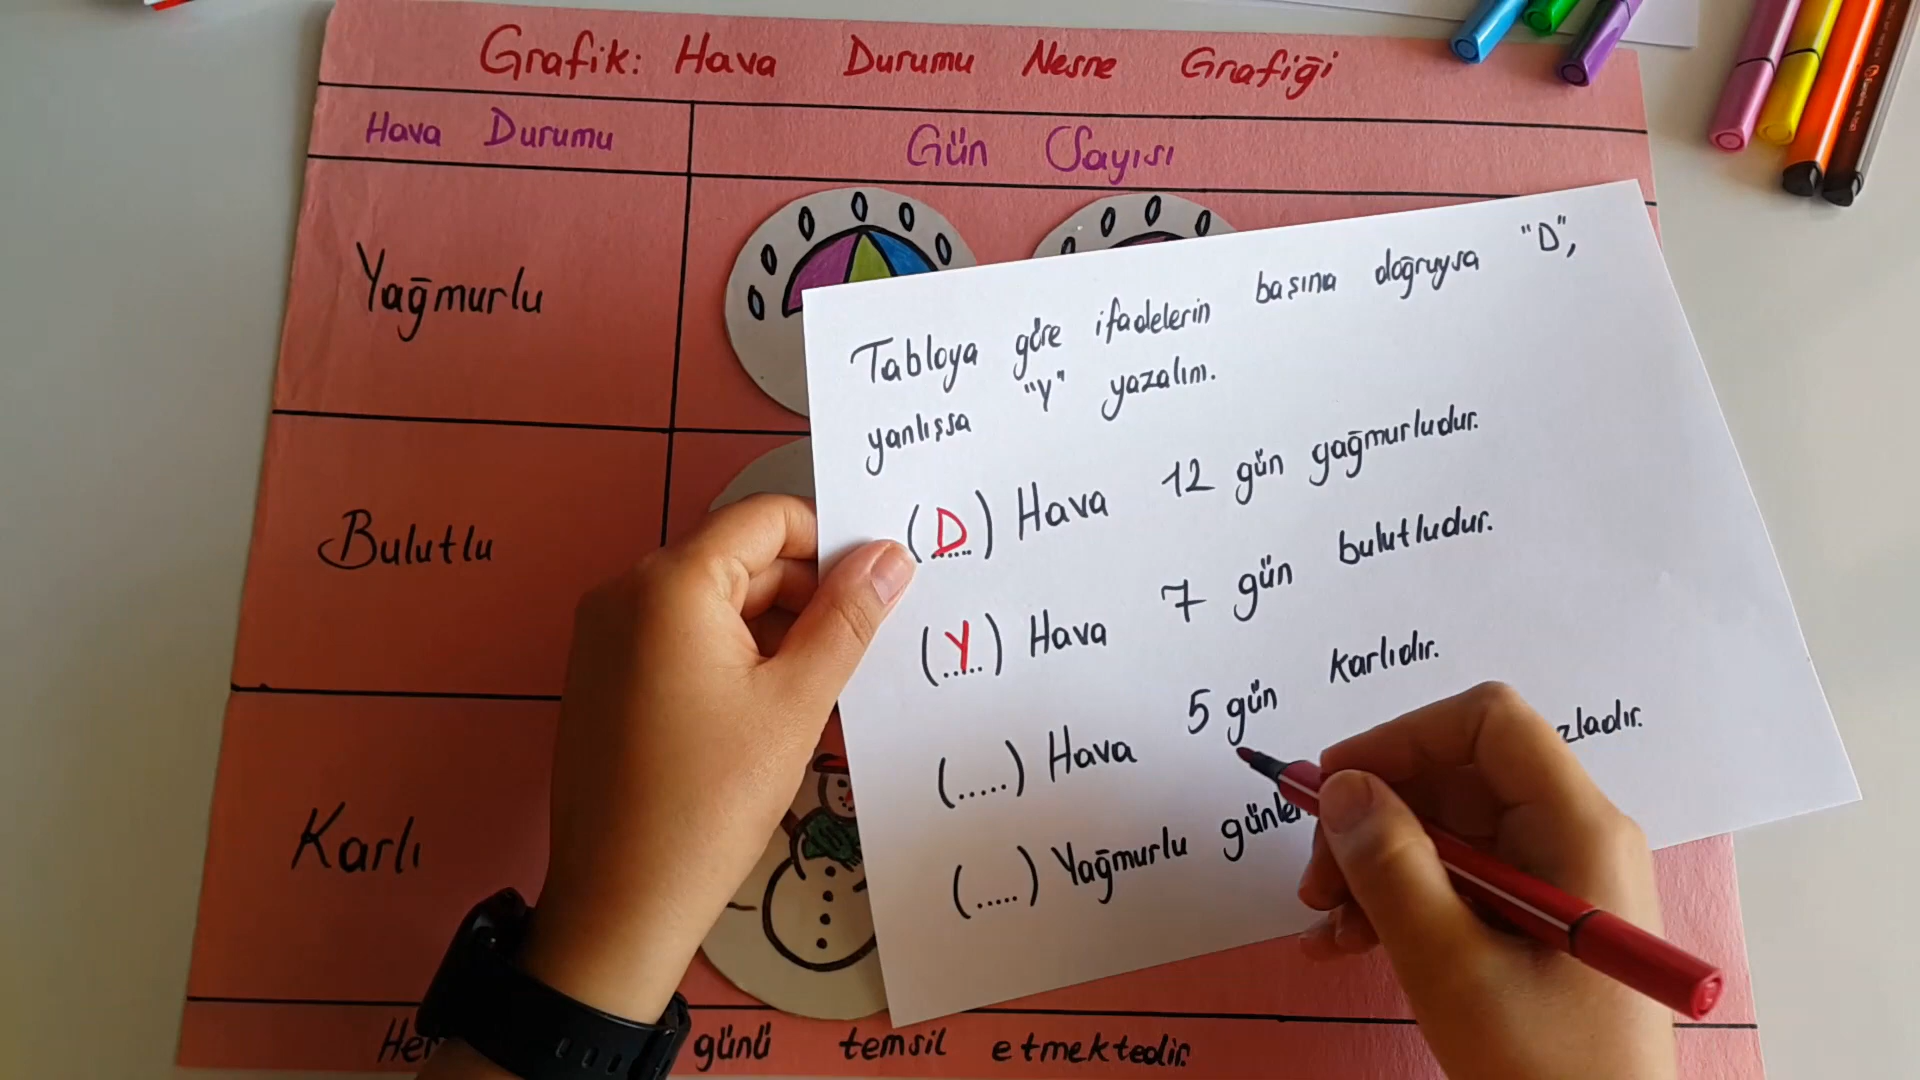 Grafik: Hava Durumu Nesne Grafiği
Hava Durumu
Gün Sayısı
Yağmurlu
Bulutlu
Karlı
günü temsil etmektedir.
Tabloya göre ifadelerin başına doğruysa "D",
yanlışsa "Y" yazalım.
(D) Hava 12 gün yağmurludur.
(Y) Hava 7 gün bulutludur.
(.....) Hava 5 gün karlıdır.
(.....) Yağmurlu